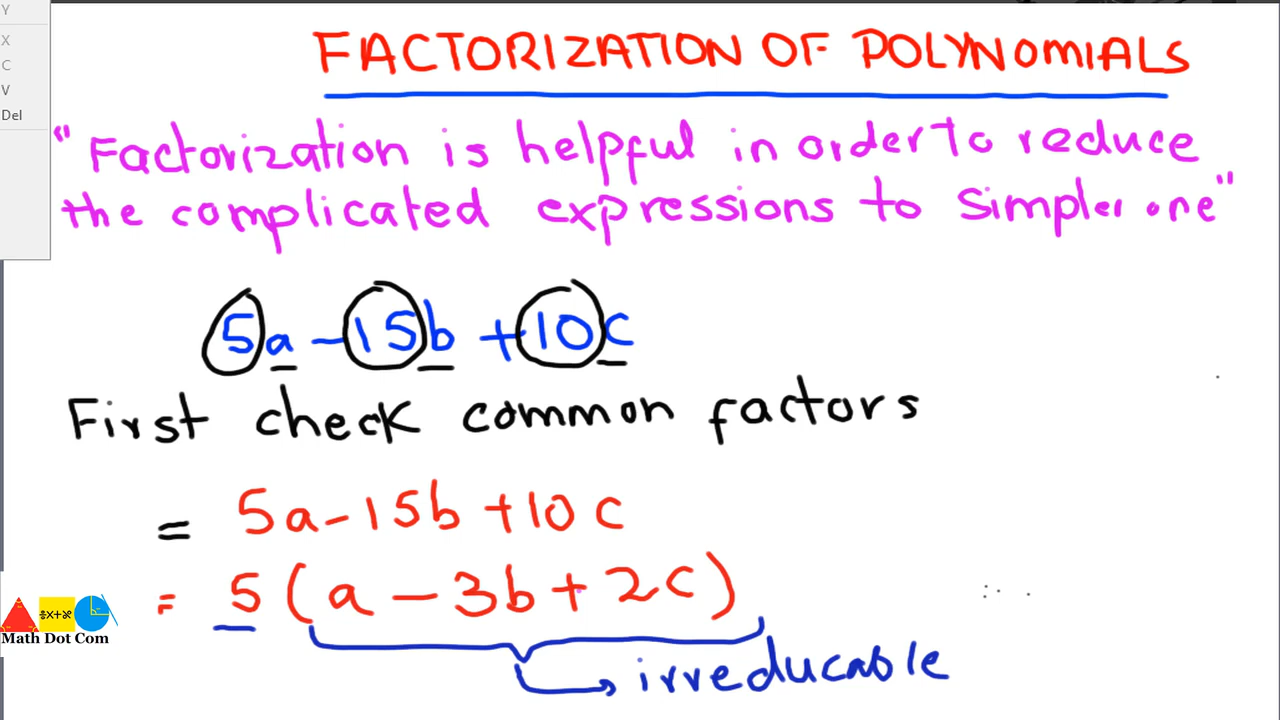 Y
X
C
V
Del
FACTORIZATION OF POLYNOMIALS
"Factorization is helpful in order to reduce
the complicated expressions to Simpler one"
5a - 15b + 10c
First check common factors
= 5a - 15b + 10c
= 5 ( a - 3b + 2c )
irreducable
8×+x
Math Dot Com